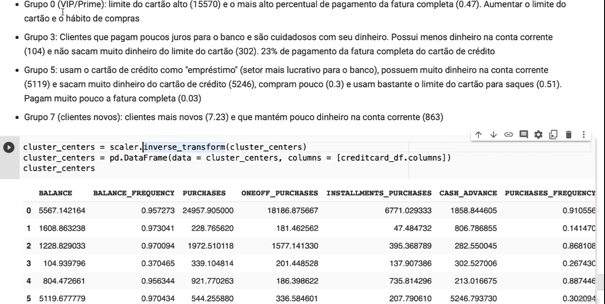 Grupo 0 (VIP/Prime): limite do cartão alto (15570) e o mais alto percentual de pagamento da fatura completa (0.47). Aumentar o limite do
cartão e o hábito de compras
Grupo 3: Clientes que pagam poucos juros para o banco e são cuidadosos com seu dinheiro. Possui menos dinheiro na conta corrente
(104) e não sacam muito dinheiro do limite do cartão (302). 23% de pagamento da fatura completa do cartão de crédito
Grupo 5: usam o cartão de crédito como "empréstimo" (setor mais lucrativo para o banco), possuem muito dinheiro na conta corrente
(5119) e sacam muito dinheiro do cartão de crédito (5246), compram pouco (0.3) e usam bastante o limite do cartão para saques (0.51).
Pagam muito pouco a fatura completa (0.03)
Grupo 7 (clientes novos): clientes mais novos (7.23) e que mantém pouco dinheiro na conta corrente (863)
cluster_centers = scaler.inverse_transform(cluster_centers)
cluster_centers = pd.DataFrame(data = cluster_centers, columns = [creditcard_df.columns])
cluster_centers
BALANCE BALANCE_FREQUENCY PURCHASES ONEOFF_PURCHASES INSTALLMENTS_PURCHASES CASH_ADVANCE PURCHASES_FREQUENCY
0 5567.142164 0.957273 24957.905000 18186.875667 6771.029333 1858.844605 0.910556
1 1608.863238 0.973041 228.765620 181.462562 47.484732 806.786855 0.141470
2 1228.829033 0.970094 1972.510118 1577.141330 395.368789 282.550045 0.868108
3 104.939796 0.370465 339.104814 201.448528 137.907386 302.527006 0.267430
4 804.472661 0.956344 921.770263 186.398622 735.814296 213.016675 0.887446
5 5119.677779 0.970434 544.255880 336.584601 207.790610 5246.793730 0.302094